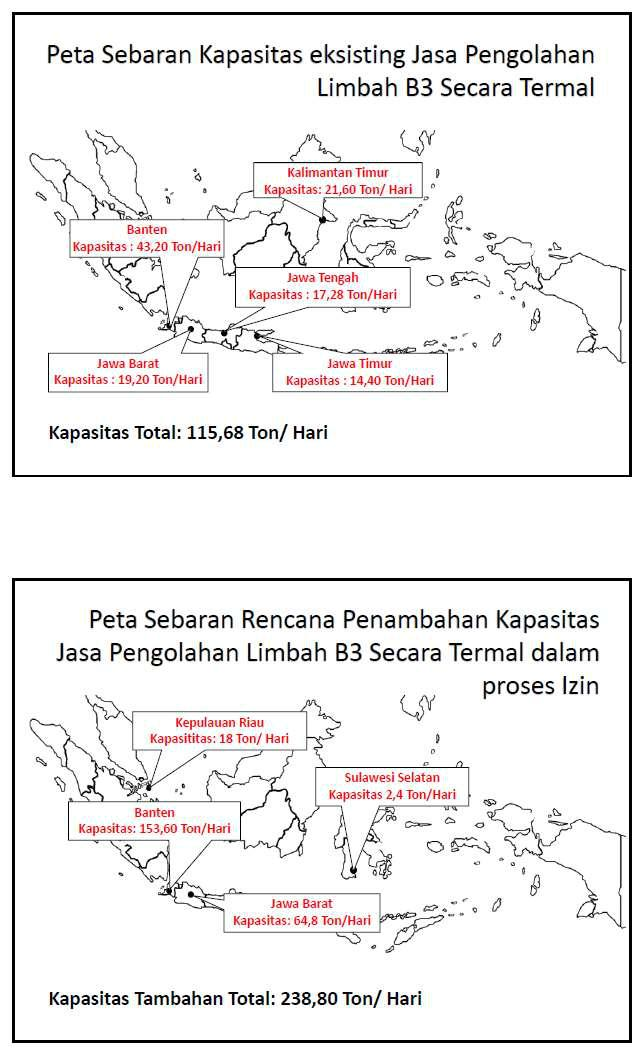 Peta Sebaran Kapasitas eksisting Jasa Pengolahan
Limbah B3 Secara Termal
Kalimantan Timur
Kapasitas: 21,60 Ton/ Hari
Banten
Kapasitas : 43,20 Ton/Hari
Jawa Tengah
Kapasitas : 17,28 Ton/Hari
Jawa Barat
Kapasitas : 19,20 Ton/Hari
Jawa Timur
Kapasitas : 14,40 Ton/Hari
Kapasitas Total: 115,68 Ton/ Hari
Peta Sebaran Rencana Penambahan Kapasitas
Jasa Pengolahan Limbah B3 Secara Termal dalam
proses Izin
Kepulauan Riau
Kapasititas: 18 Ton/ Hari
Sulawesi Selatan
Kapasitas 2,4 Ton/Hari
Banten
Kapasitas: 153,60 Ton/Hari
Jawa Barat
Kapasitas: 64,8 Ton/Hari
Kapasitas Tambahan Total: 238,80 Ton/ Hari